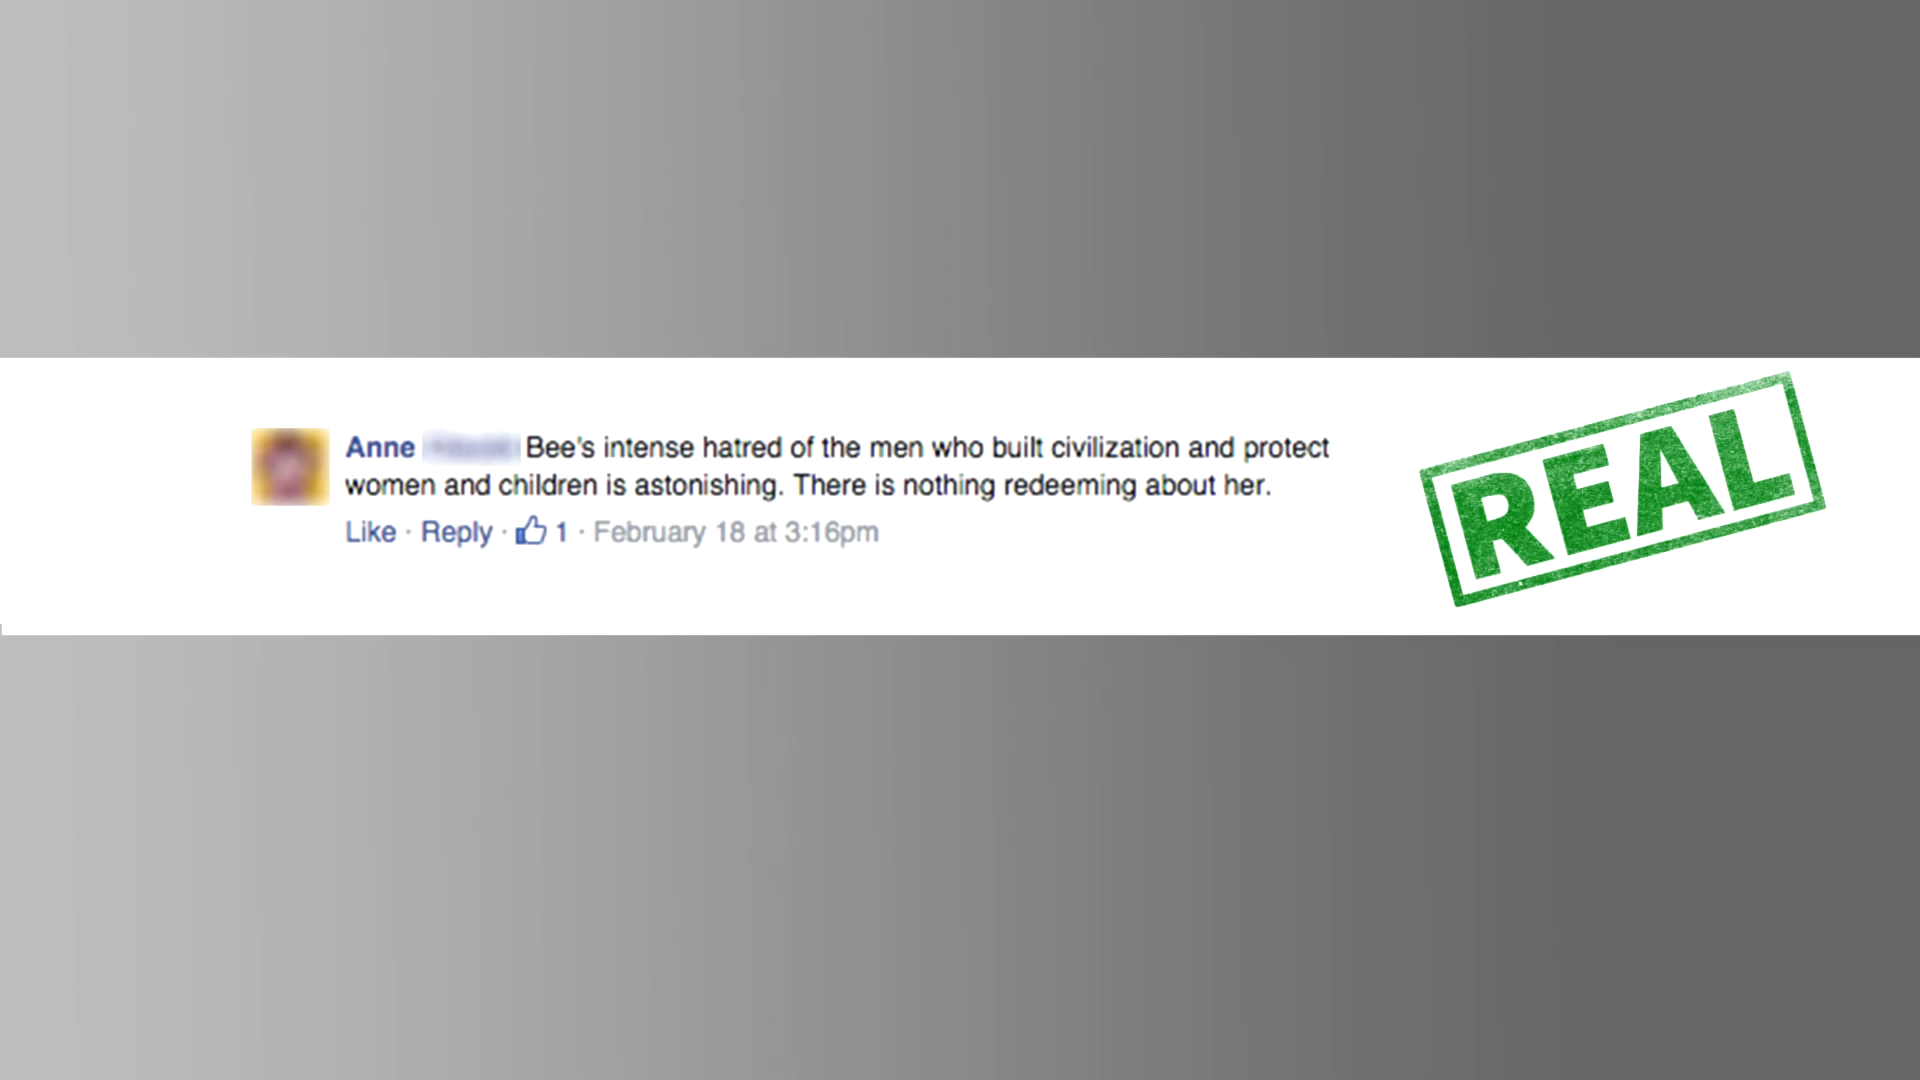 Anne Bee's intense hatred of the men who built civilization and protect
women and children is astonishing. There is nothing redeeming about her.
Like · Reply · 1 · February 18 at 3:16pm
REAL